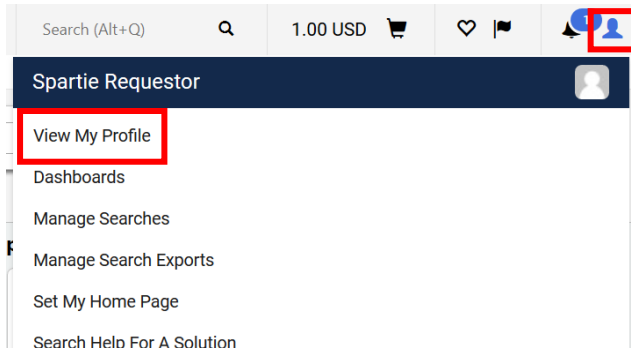 Search (Alt+Q) 1.00 USD 1
Spartie Requestor
View My Profile
Dashboards
Manage Searches
Manage Search Exports
Set My Home Page
Search Help For A Solution